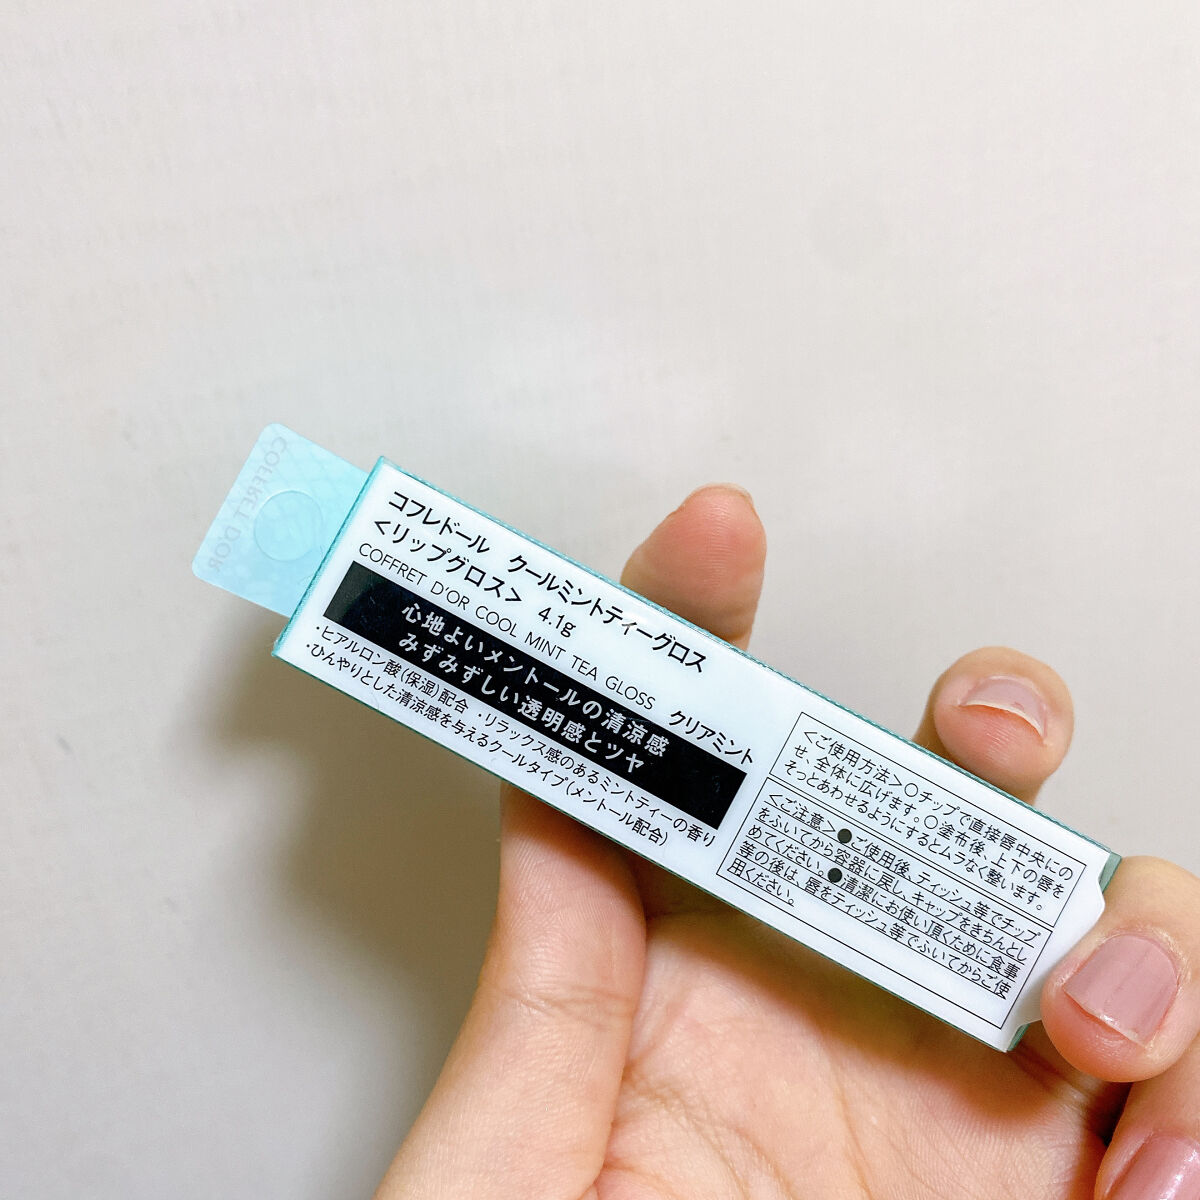 COFFRET D'OR
コフレドール クールミントティーグロス
<リップグロス> 4.1g
COFFRET D'OR COOL MINT TEA GLOSS クリアミント
心地よいメントールの清涼感
みずみずしい透明感とツヤ
・ヒアルロン酸(保湿)配合 ・リラックス感のあるミントティーの香り
・ひんやりとした清涼感を与えるクールタイプ(メントール配合)
<ご使用方法>○チップで直接唇中央にの
せ、全体に広げます。○塗布後、上下の唇を
そっとあわせるようにするとムラなく整います。
<ご注意>●ご使用後、ティッシュ等でチップ
をふいてから容器に戻し、キャップをきちんとし
めてください。●清潔にお使い頂くために食事
等の後は、唇をティッシュ等でふいてからご使
用ください。